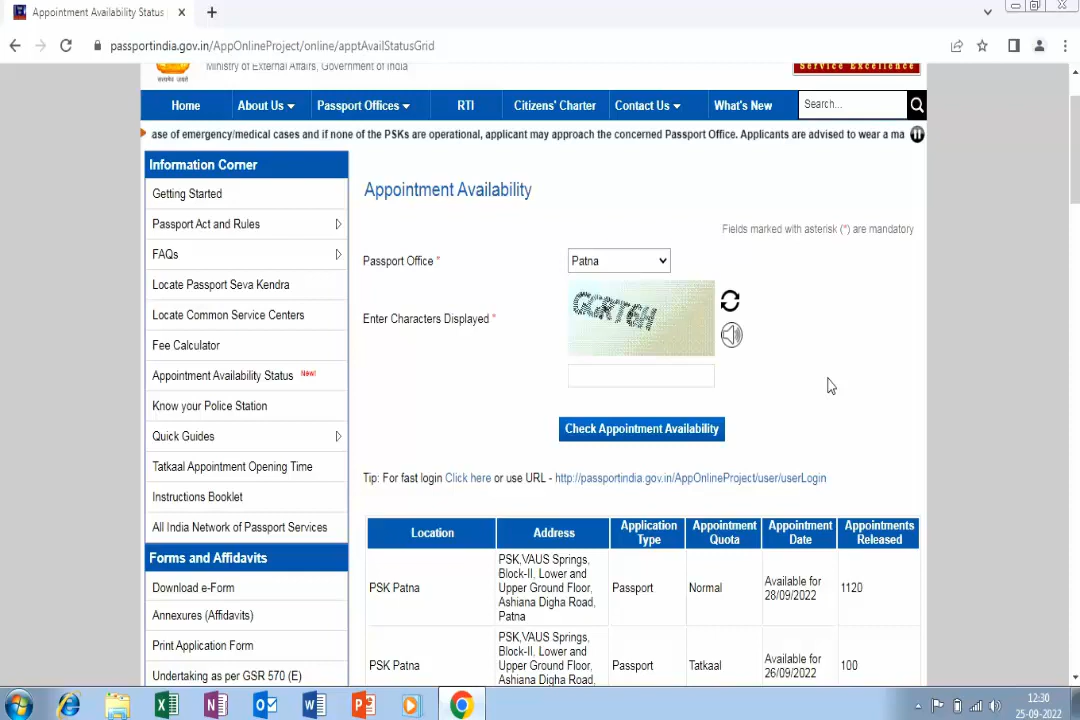 Appointment Availability Status
passportindia.gov.in/AppOnlineProject/online/apptAvailStatusGrid
Ministry of External Affairs, Government of India
Service Excellence
Home
About Us
Passport Offices
RTI
Citizens' Charter
Contact Us
What's New
Search...
ase of emergency/medical cases and if none of the PSKs are operational, applicant may approach the concerned Passport Office. Applicants are advised to wear a ma
Information Corner
Getting Started
Passport Act and Rules
FAQs
Locate Passport Seva Kendra
Locate Common Service Centers
Fee Calculator
Appointment Availability Status New!
Know your Police Station
Quick Guides
Tatkaal Appointment Opening Time
Instructions Booklet
All India Network of Passport Services
Forms and Affidavits
Download e-Form
Annexures (Affidavits)
Print Application Form
Undertaking as per GSR 570 (E)
Appointment Availability
Fields marked with asterisk (*) are mandatory
Passport Office *
Patna
Enter Characters Displayed *
Check Appointment Availability
Tip: For fast login Click here or use URL - http://passportindia.gov.in/AppOnlineProject/user/userLogin
Location
Address
Application
Type
Appointment
Quota
Appointment
Date
Appointments
Released
PSK Patna
PSK,VAUS Springs,
Block-II, Lower and
Upper Ground Floor,
Ashiana Digha Road,
Patna
Passport
Normal
Available for
28/09/2022
1120
PSK Patna
PSK,VAUS Springs,
Block-II, Lower and
Upper Ground Floor,
Ashiana Digha Road,
Passport
Tatkaal
Available for
26/09/2022
100
12:30
25-09-2022